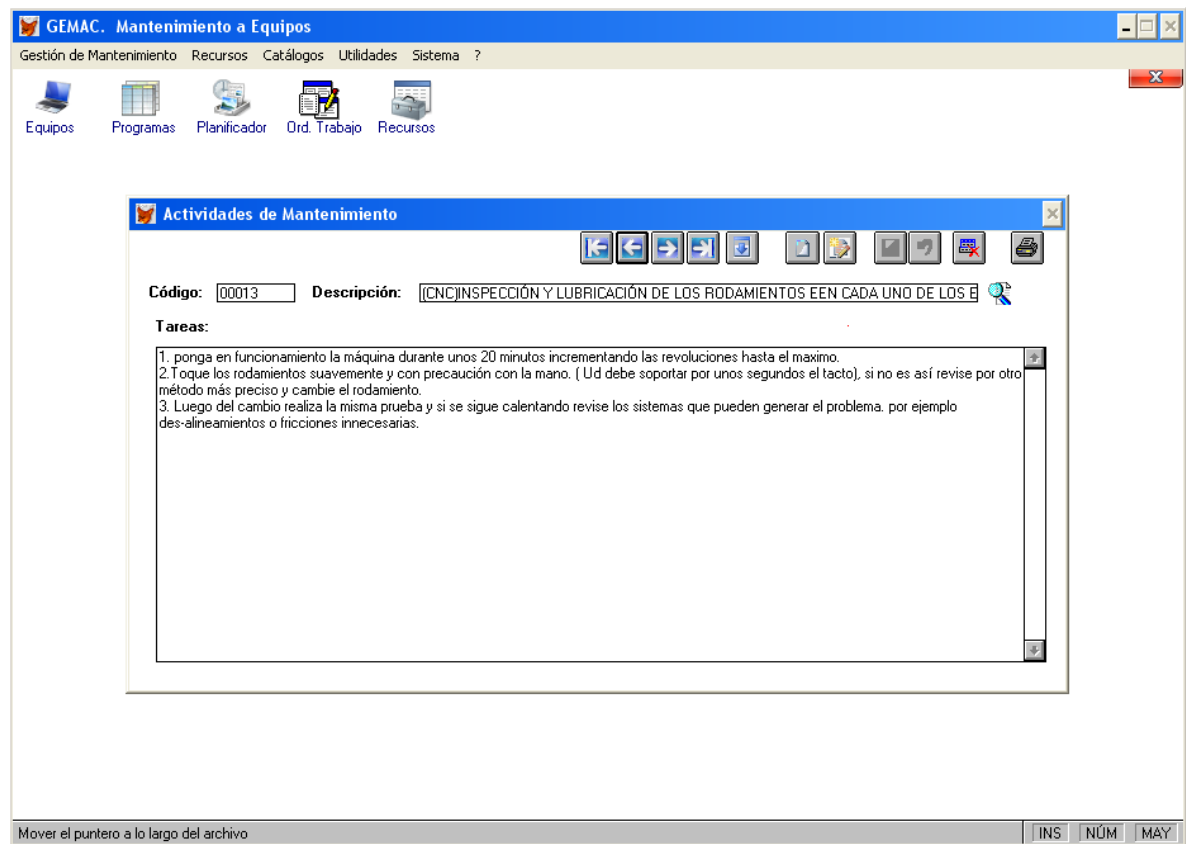 GEMAC.  Mantenimiento a Equipos
Gestión de Mantenimiento  Recursos  Catálogos  Utilidades  Sistema  ?
Equipos  Programas  Planificador  Ord. Trabajo  Recursos
Actividades de Mantenimiento
Código:  00013  Descripción:  (CNC)INSPECCIÓN Y LUBRICACIÓN DE LOS RODAMIENTOS EEN CADA UNO DE LOS E
Tareas:
1. ponga en funcionamiento la máquina durante unos 20 minutos incrementando las revoluciones hasta el maximo.
2.Toque los rodamientos suavemente y con precaución con la mano. ( Ud debe soportar por unos segundos el tacto), si no es así revise por otro
método más preciso y cambie el rodamiento.
3. Luego del cambio realiza la misma prueba y si se sigue calentando revise los sistemas que pueden generar el problema. por ejemplo
des-alineamientos o fricciones innecesarias.
Mover el puntero a lo largo del archivo  INS  NÚM  MAY